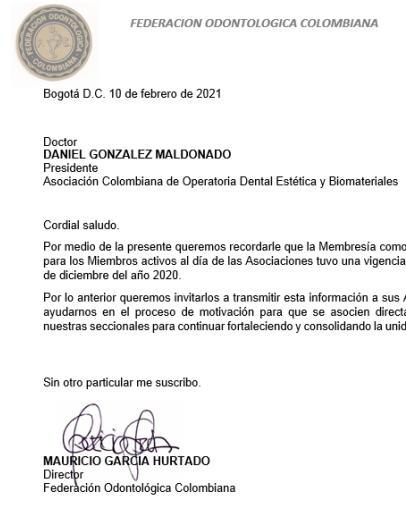 FEDERACION ODONTOLOGICA COLOMBIANA
FEDERACION ODONTOLOGICA
COLOMBIANA
Bogotá D.C. 10 de febrero de 2021
Doctor
DANIEL GONZALEZ MALDONADO
Presidente
Asociación Colombiana de Operatoria Dental Estética y Biomateriales
Cordial saludo.
Por medio de la presente queremos recordarle que la Membresía como
para los Miembros activos al día de las Asociaciones tuvo una vigencia
de diciembre del año 2020.
Por lo anterior queremos invitarlos a transmitir esta información a sus A
ayudarnos en el proceso de motivación para que se asocien directa
nuestras seccionales para continuar fortaleciendo y consolidando la unid
Sin otro particular me suscribo.
MAURICIO GARCIA HURTADO
Director
Federación Odontológica Colombiana